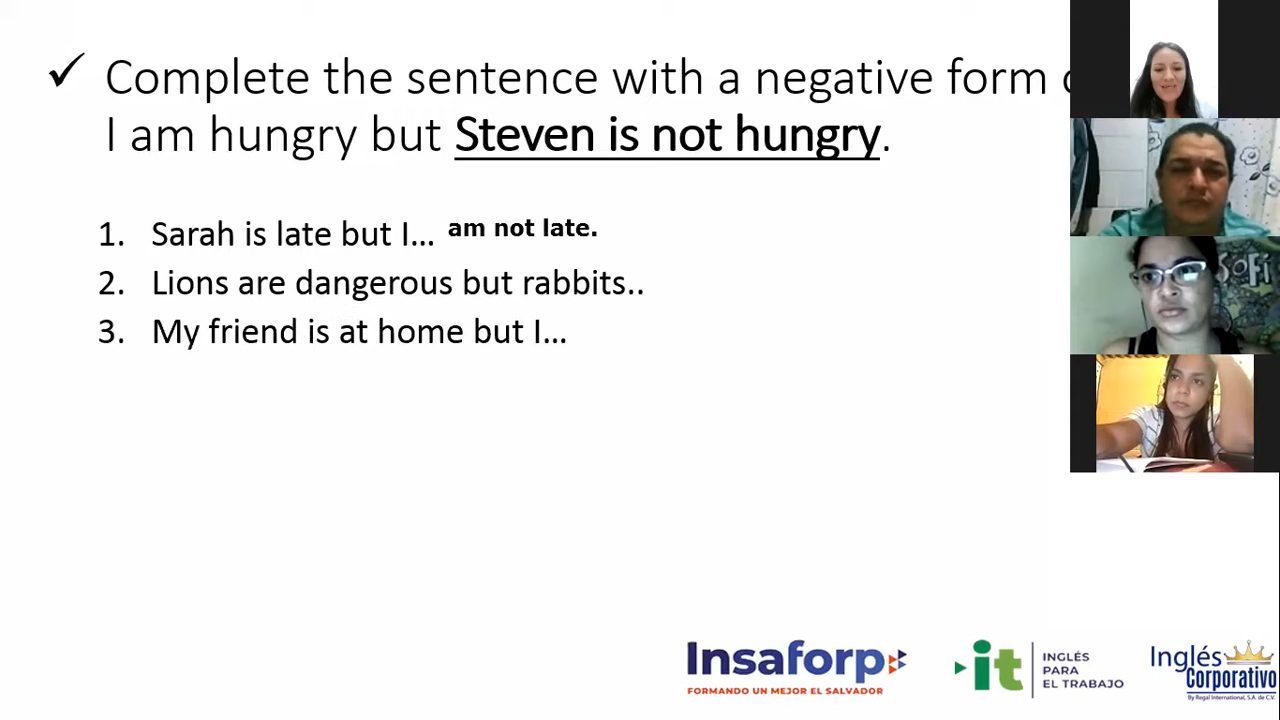 ✓ Complete the sentence with a negative form
I am hungry but Steven is not hungry.
1. Sarah is late but I... am not late.
2. Lions are dangerous but rabbits..
3. My friend is at home but I...
SoFi
Insaforp
FORMANDO UN MEJOR EL SALVADOR
it
INGLÉS
PARA
EL TRABAJO
Inglés
Corporativo
By Regal International, S.A. de C.V.